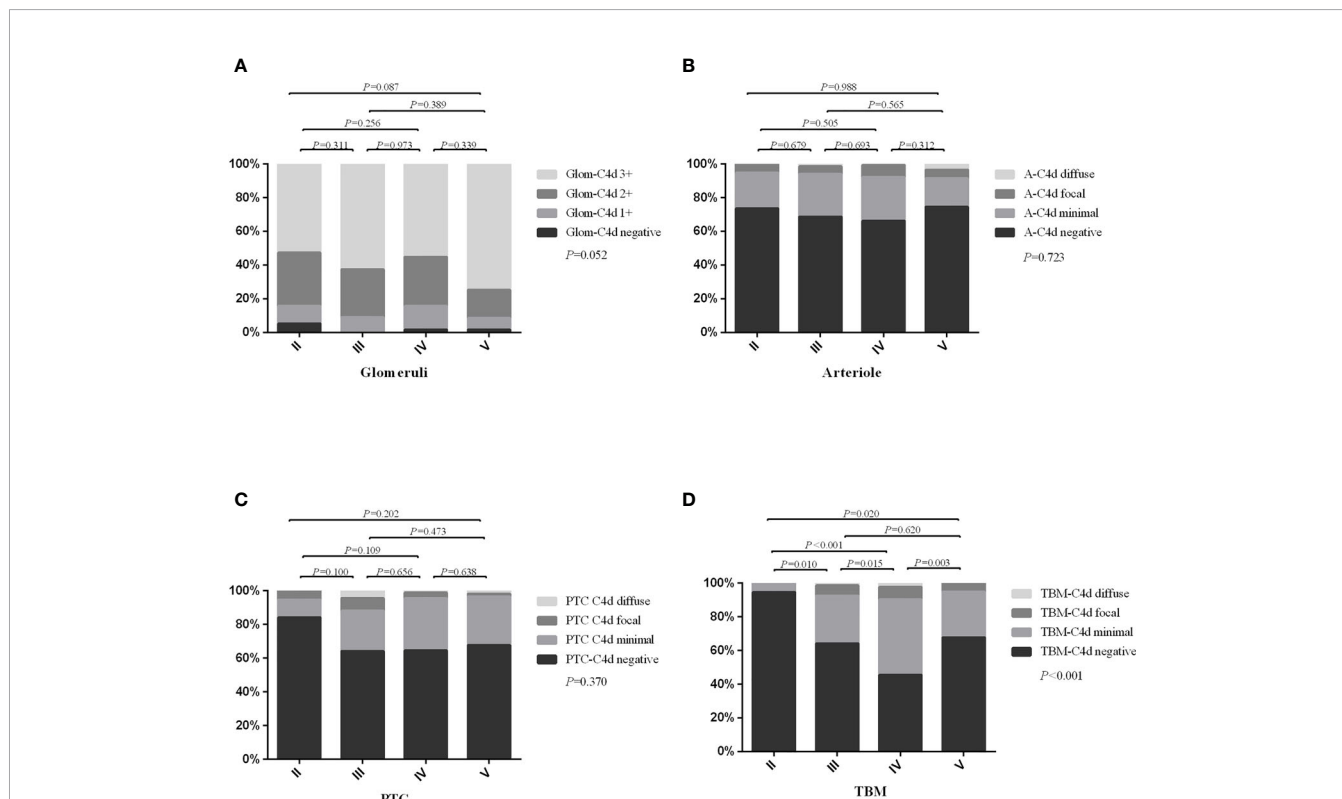 A
P=0.087
P=0.389
P=0.256
P=0.311 P=0.973 P=0.339
100%
80%
60%
40%
20%
0%
II III IV V
Glomeruli
Glom-C4d 3+
Glom-C4d 2+
Glom-C4d 1+
Glom-C4d negative
P=0.052
B
P=0.988
P=0.565
P=0.505
P=0.679 P=0.693 P=0.312
100%
80%
60%
40%
20%
0%
II III IV V
Arteriole
A-C4d diffuse
A-C4d focal
A-C4d minimal
A-C4d negative
P=0.723
C
P=0.202
P=0.473
P=0.109
P=0.100 P=0.656 P=0.638
100%
80%
60%
40%
20%
0%
II III IV V
PTC
PTC C4d diffuse
PTC C4d focal
PTC C4d minimal
PTC-C4d negative
P=0.370
D
P=0.020
P=0.620
P<0.001
P=0.010 P=0.015 P=0.003
100%
80%
60%
40%
20%
0%
II III IV V
TBM
TBM-C4d diffuse
TBM-C4d focal
TBM-C4d minimal
TBM-C4d negative
P<0.001